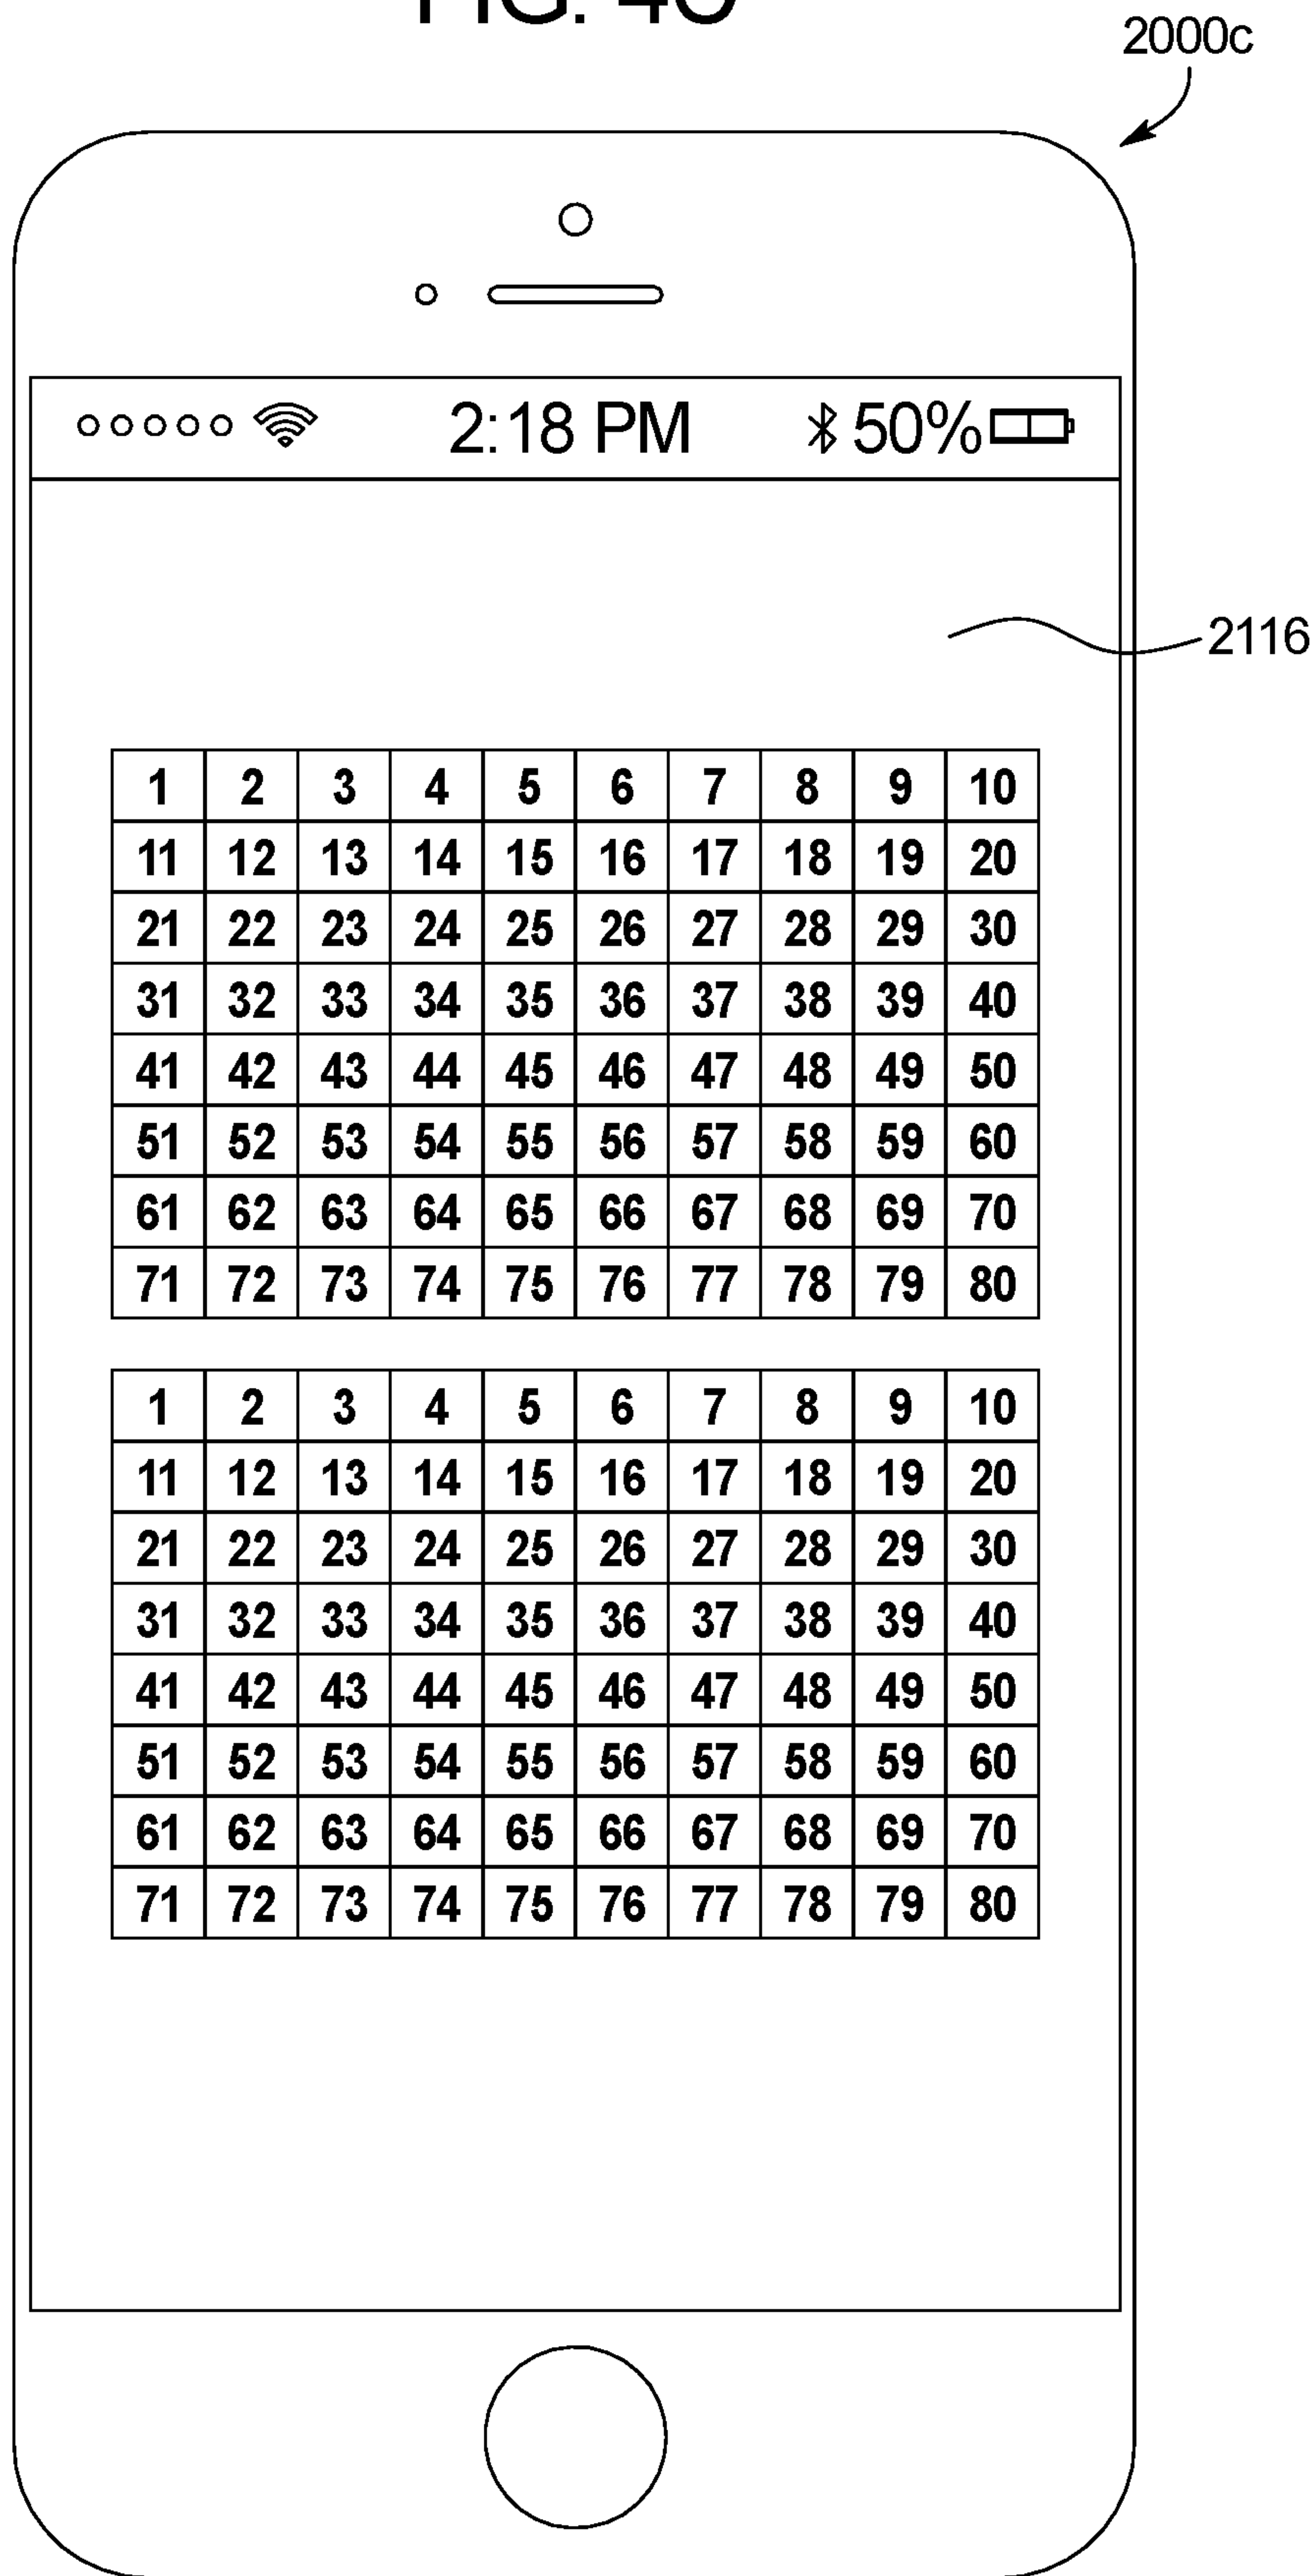 FIG. 4C
2000c
2:18 PM 50%
2116
1 2 3 4 5 6 7 8 9 10
11 12 13 14 15 16 17 18 19 20
21 22 23 24 25 26 27 28 29 30
31 32 33 34 35 36 37 38 39 40
41 42 43 44 45 46 47 48 49 50
51 52 53 54 55 56 57 58 59 60
61 62 63 64 65 66 67 68 69 70
71 72 73 74 75 76 77 78 79 80
1 2 3 4 5 6 7 8 9 10
11 12 13 14 15 16 17 18 19 20
21 22 23 24 25 26 27 28 29 30
31 32 33 34 35 36 37 38 39 40
41 42 43 44 45 46 47 48 49 50
51 52 53 54 55 56 57 58 59 60
61 62 63 64 65 66 67 68 69 70
71 72 73 74 75 76 77 78 79 80